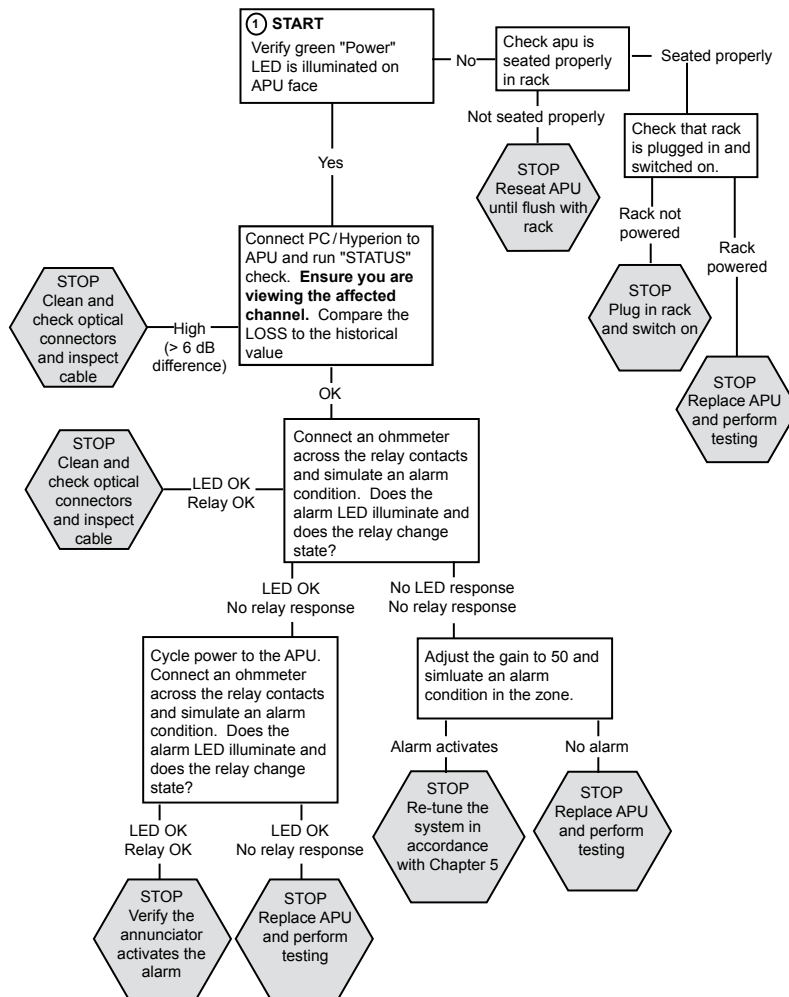 1 START
Verify green "Power"
LED is illuminated on
APU face
No
Check apu is
seated properly
in rack
Seated properly
Not seated properly
Check that rack
is plugged in and
switched on.
Yes
STOP
Reseat APU
until flush with
rack
Rack not
powered
Rack
powered
Connect PC/Hyperion to
APU and run "STATUS"
check. Ensure you are
viewing the affected
channel. Compare the
LOSS to the historical
value
High
(> 6 dB
difference)
STOP
Clean and
check optical
connectors
and inspect
cable
STOP
Plug in rack
and switch on
STOP
Replace APU
and perform
testing
OK
Connect an ohmmeter
across the relay contacts
and simulate an alarm
condition. Does the
alarm LED illuminate and
does the relay change
state?
LED OK
Relay OK
STOP
Clean and
check optical
connectors
and inspect
cable
LED OK
No relay response
No LED response
No relay response
Cycle power to the APU.
Connect an ohmmeter
across the relay contacts
and simulate an alarm
condition. Does the
alarm LED illuminate and
does the relay change
state?
Adjust the gain to 50 and
simluate an alarm
condition in the zone.
Alarm activates
No alarm
STOP
Re-tune the
system in
accordance
with Chapter 5
STOP
Replace APU
and perform
testing
LED OK
Relay OK
LED OK
No relay response
STOP
Verify the
annunciator
activates the
alarm
STOP
Replace APU
and perform
testing